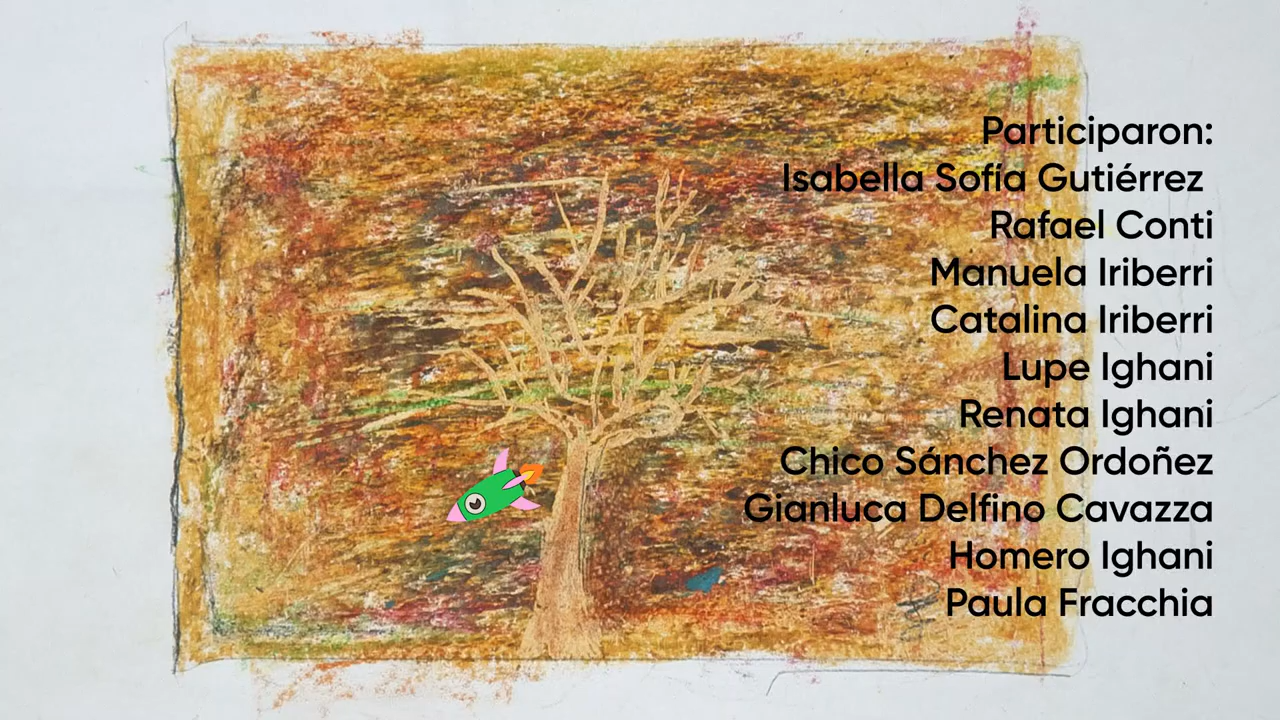 Participaron:
Isabella Sofía Gutiérrez
Rafael Conti
Manuela Iriberri
Catalina Iriberri
Lupe Ighani
Renata Ighani
Chico Sánchez Ordoñez
Gianluca Delfino Cavazza
Homero Ighani
Paula Fracchia